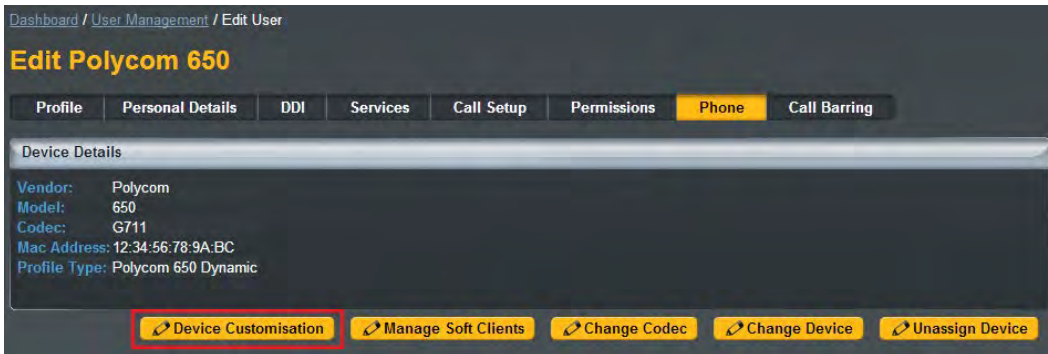 Dashboard / User Management / Edit User
Edit Polycom 650
Profile Personal Details DDI Services Call Setup Permissions Phone Call Barring
Device Details
Vendor: Polycom
Model: 650
Codec: G711
Mac Address: 12:34:56:78:9A:BC
Profile Type: Polycom 650 Dynamic
Device Customisation Manage Soft Clients Change Codec Change Device Unassign Device